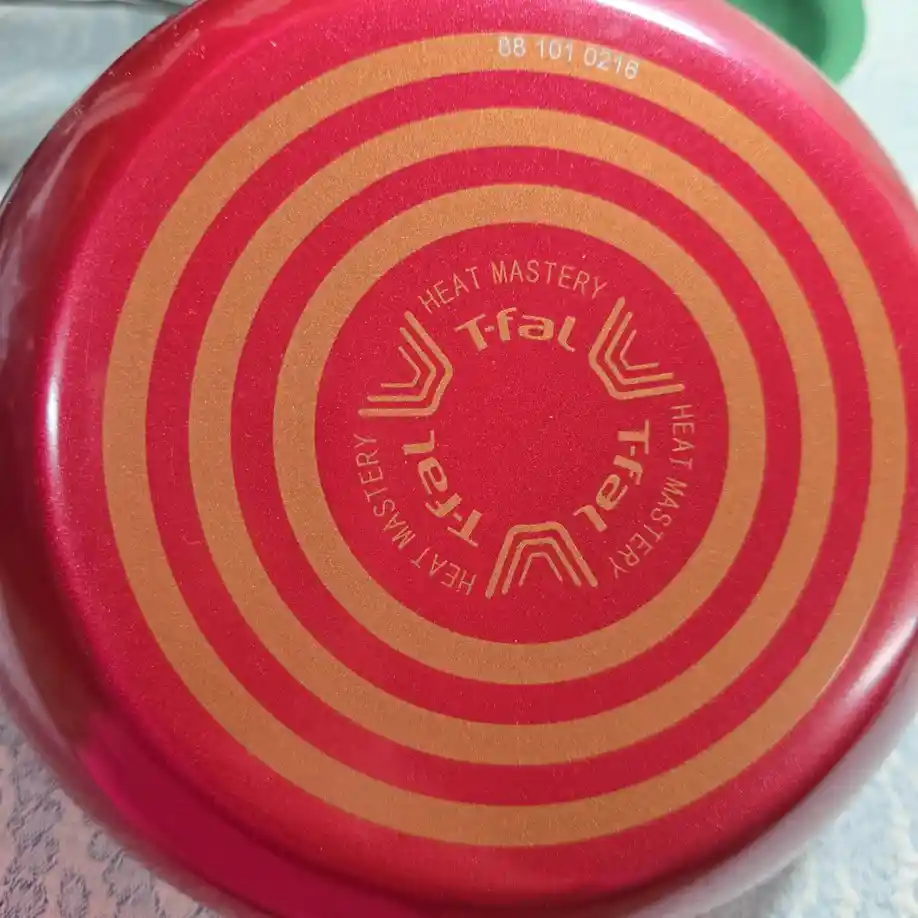 08 101 0216
HEAT MASTERY
T-fal
HEAT MASTERY
T-fal
HEAT MASTERY
T-fal